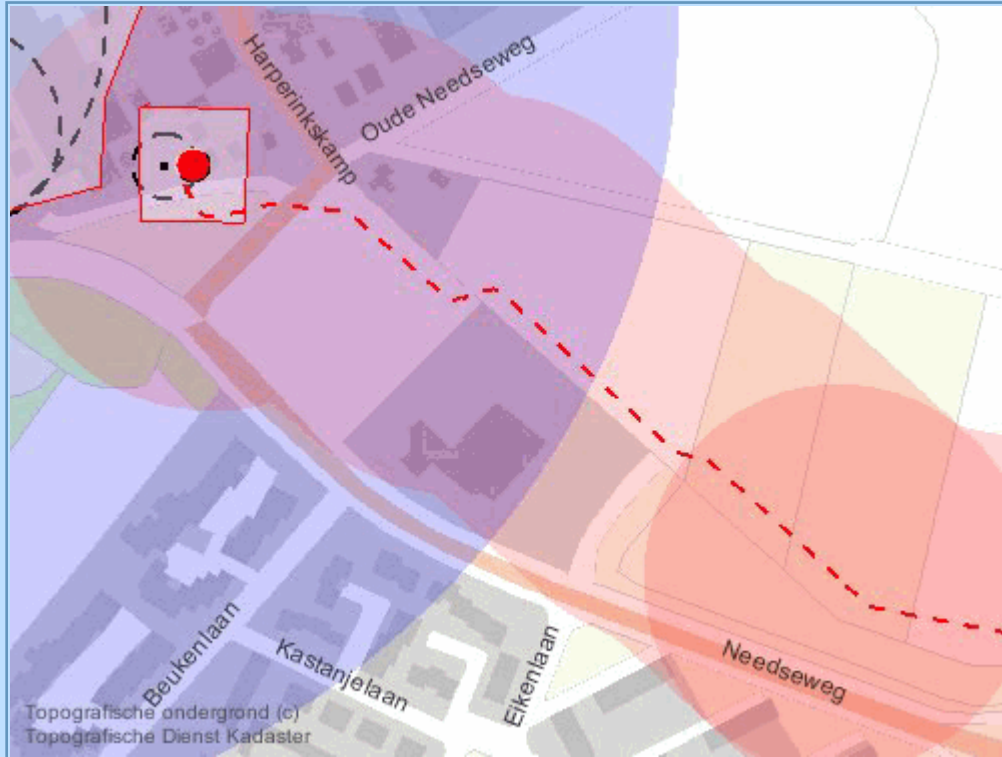 Harperinkskamp
Oude Needseweg
Beukenlaan
Kastanjelaan
Eikenlaan
Needseweg
Topografische ondergrond (c)
Topografische Dienst Kadaster